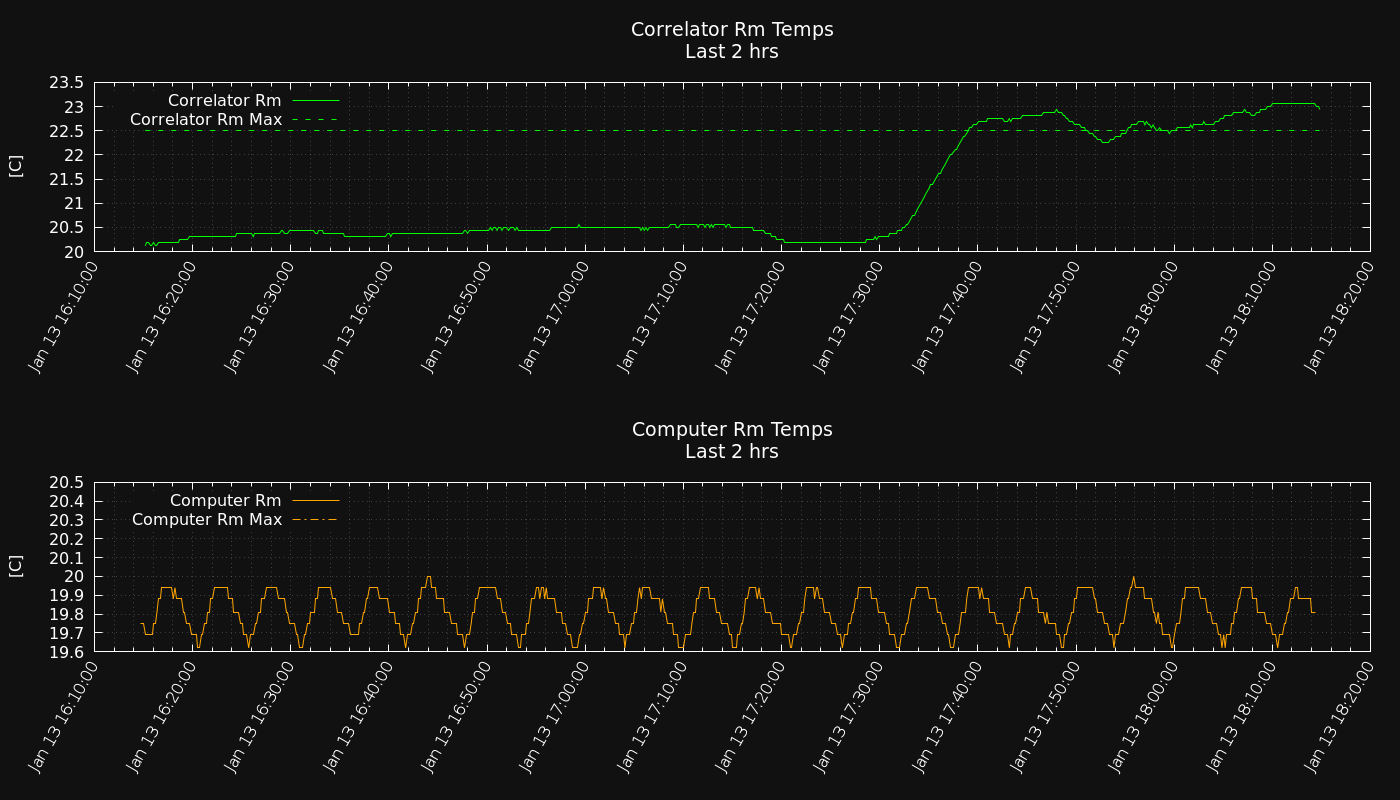 Correlator Rm Temps
Last 2 hrs
23.5
23
22.5
22
21.5
21
20.5
20
[C]
Correlator Rm
Correlator Rm Max
Jan 13 16:10:00
Jan 13 16:20:00
Jan 13 16:30:00
Jan 13 16:40:00
Jan 13 16:50:00
Jan 13 17:00:00
Jan 13 17:10:00
Jan 13 17:20:00
Jan 13 17:30:00
Jan 13 17:40:00
Jan 13 17:50:00
Jan 13 18:00:00
Jan 13 18:10:00
Jan 13 18:20:00
Computer Rm Temps
Last 2 hrs
20.5
20.4
20.3
20.2
20.1
20
19.9
19.8
19.7
19.6
[C]
Computer Rm
Computer Rm Max
Jan 13 16:10:00
Jan 13 16:20:00
Jan 13 16:30:00
Jan 13 16:40:00
Jan 13 16:50:00
Jan 13 17:00:00
Jan 13 17:10:00
Jan 13 17:20:00
Jan 13 17:30:00
Jan 13 17:40:00
Jan 13 17:50:00
Jan 13 18:00:00
Jan 13 18:10:00
Jan 13 18:20:00